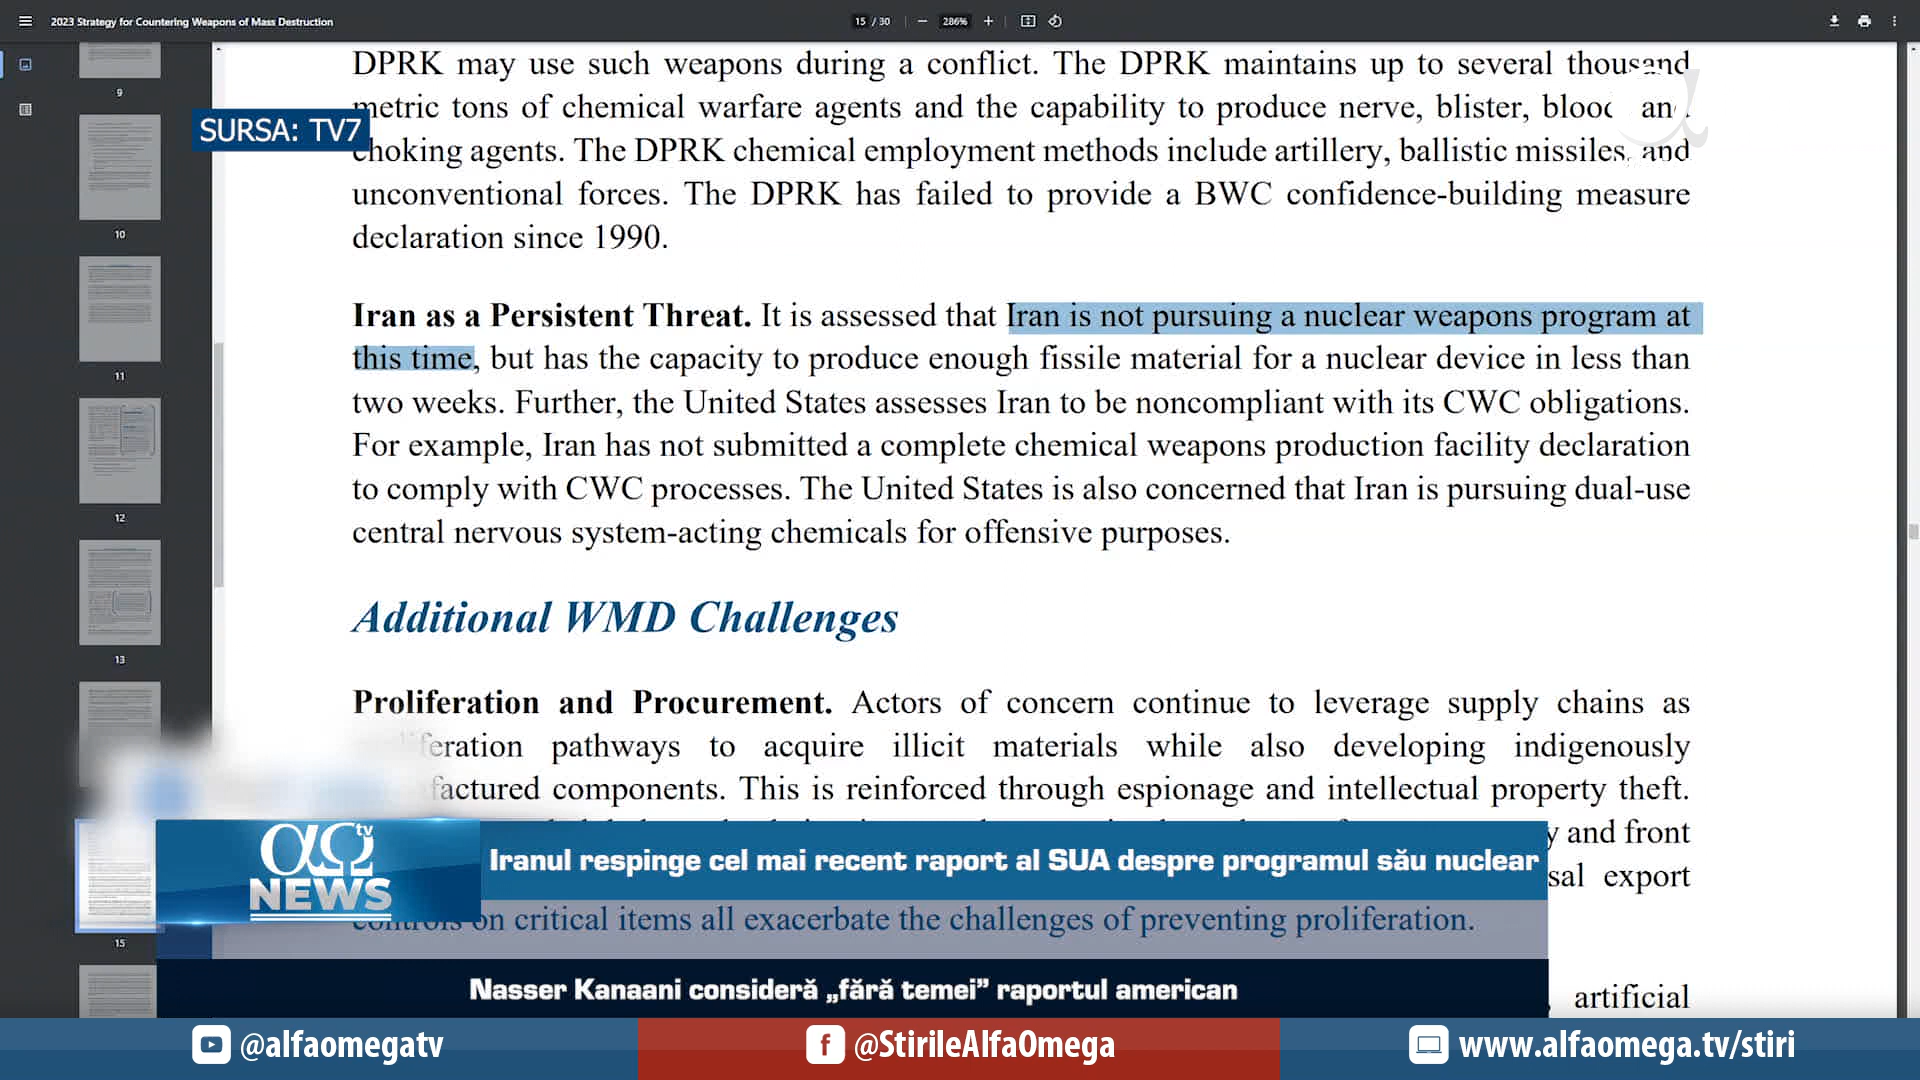 2023 Strategy for Countering Weapons of Mass Destruction
15 / 30
286%
9
10
11
12
13
15
SURSA: TV7
DPRK may use such weapons during a conflict. The DPRK maintains up to several thousand
metric tons of chemical warfare agents and the capability to produce nerve, blister, blood and
choking agents. The DPRK chemical employment methods include artillery, ballistic missiles, and
unconventional forces. The DPRK has failed to provide a BWC confidence-building measure
declaration since 1990.
Iran as a Persistent Threat. It is assessed that Iran is not pursuing a nuclear weapons program at
this time, but has the capacity to produce enough fissile material for a nuclear device in less than
two weeks. Further, the United States assesses Iran to be noncompliant with its CWC obligations.
For example, Iran has not submitted a complete chemical weapons production facility declaration
to comply with CWC processes. The United States is also concerned that Iran is pursuing dual-use
central nervous system-acting chemicals for offensive purposes.
Additional WMD Challenges
Proliferation and Procurement. Actors of concern continue to leverage supply chains as
pathways to acquire illicit materials while also developing indigenously
components. This is reinforced through espionage and intellectual property theft.
and front
export
controls on critical items all exacerbate the challenges of preventing proliferation.
artificial
αΩ tv
NEWS
Iranul respinge cel mai recent raport al SUA despre programul său nuclear
Nasser Kanaani consideră „fără temei” raportul american
@alfaomegatv
@StirileAlfaOmega
www.alfaomega.tv/stiri